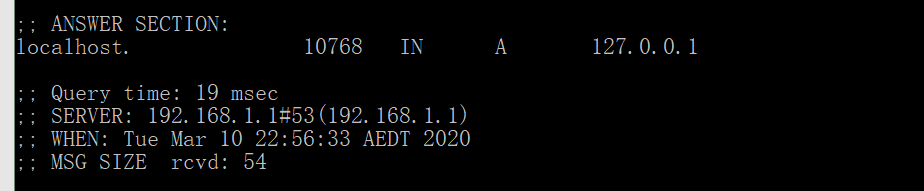 ;; ANSWER SECTION:
localhost. 10768 IN A 127.0.0.1
;; Query time: 19 msec
;; SERVER: 192.168.1.1#53(192.168.1.1)
;; WHEN: Tue Mar 10 22:56:33 AEDT 2020
;; MSG SIZE rcvd: 54